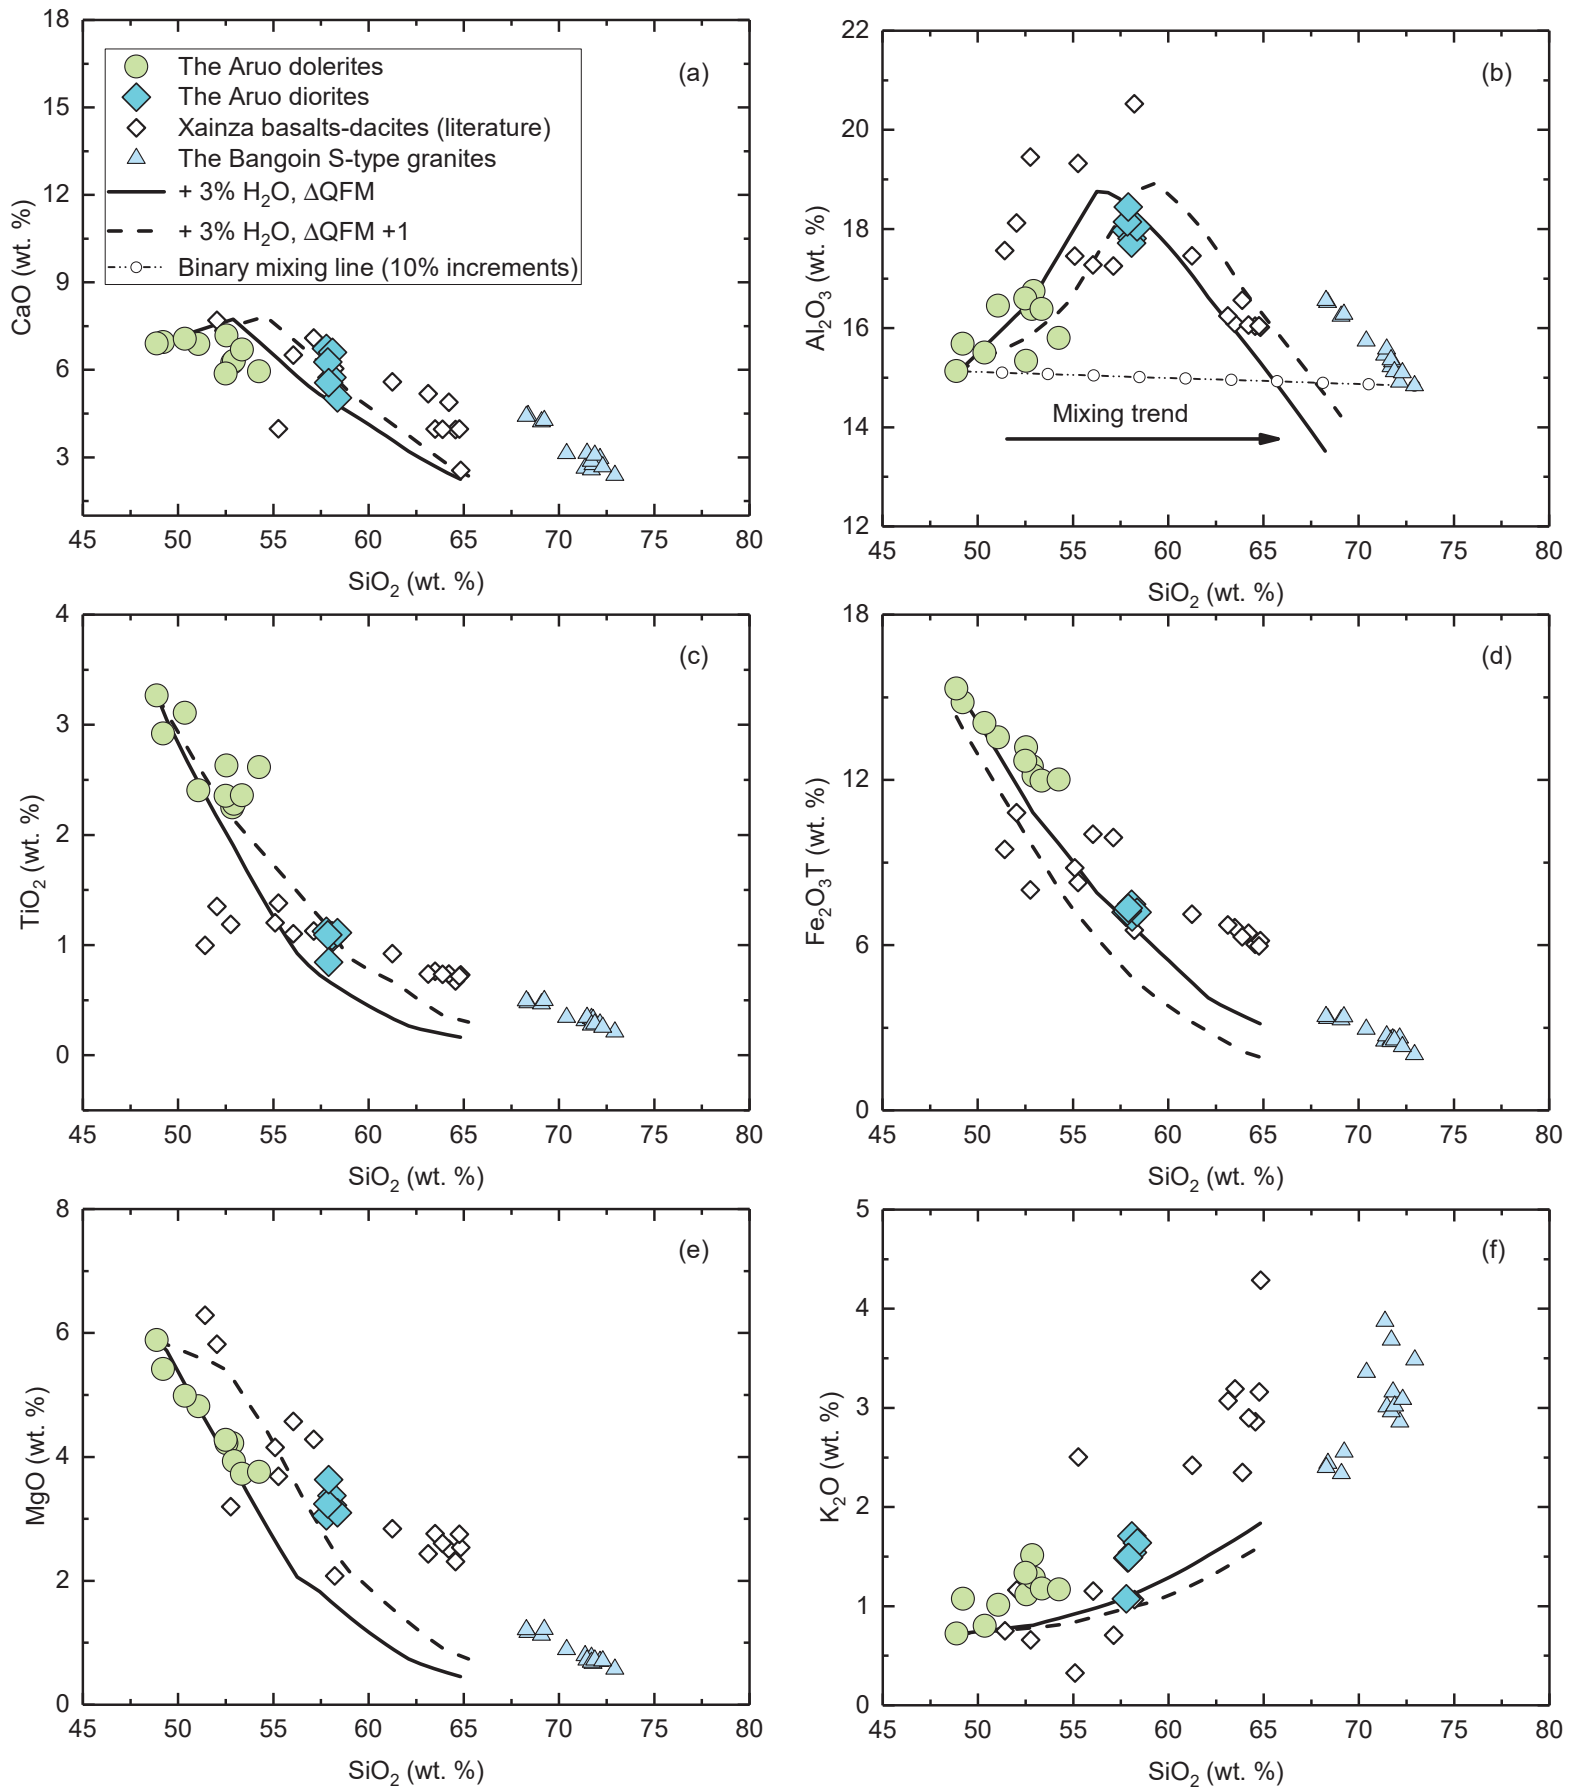 18
15
12
9
6
3
CaO (wt. %)
(a)
The Aruo dolerites
The Aruo diorites
Xainza basalts-dacites (literature)
The Bangoin S-type granites
+ 3% H₂O, ΔQFM
+ 3% H₂O, ΔQFM +1
Binary mixing line (10% increments)
45 50 55 60 65 70 75 80
SiO₂ (wt. %)
22
20
18
16
14
12
Al₂O₃ (wt. %)
(b)
Mixing trend
45 50 55 60 65 70 75 80
SiO₂ (wt. %)
4
3
2
1
0
TiO₂ (wt. %)
(c)
45 50 55 60 65 70 75 80
SiO₂ (wt. %)
18
12
6
0
Fe₂O₃T (wt. %)
(d)
45 50 55 60 65 70 75 80
SiO₂ (wt. %)
8
6
4
2
0
MgO (wt. %)
(e)
45 50 55 60 65 70 75 80
SiO₂ (wt. %)
5
4
3
2
1
0
K₂O (wt. %)
(f)
45 50 55 60 65 70 75 80
SiO₂ (wt. %)